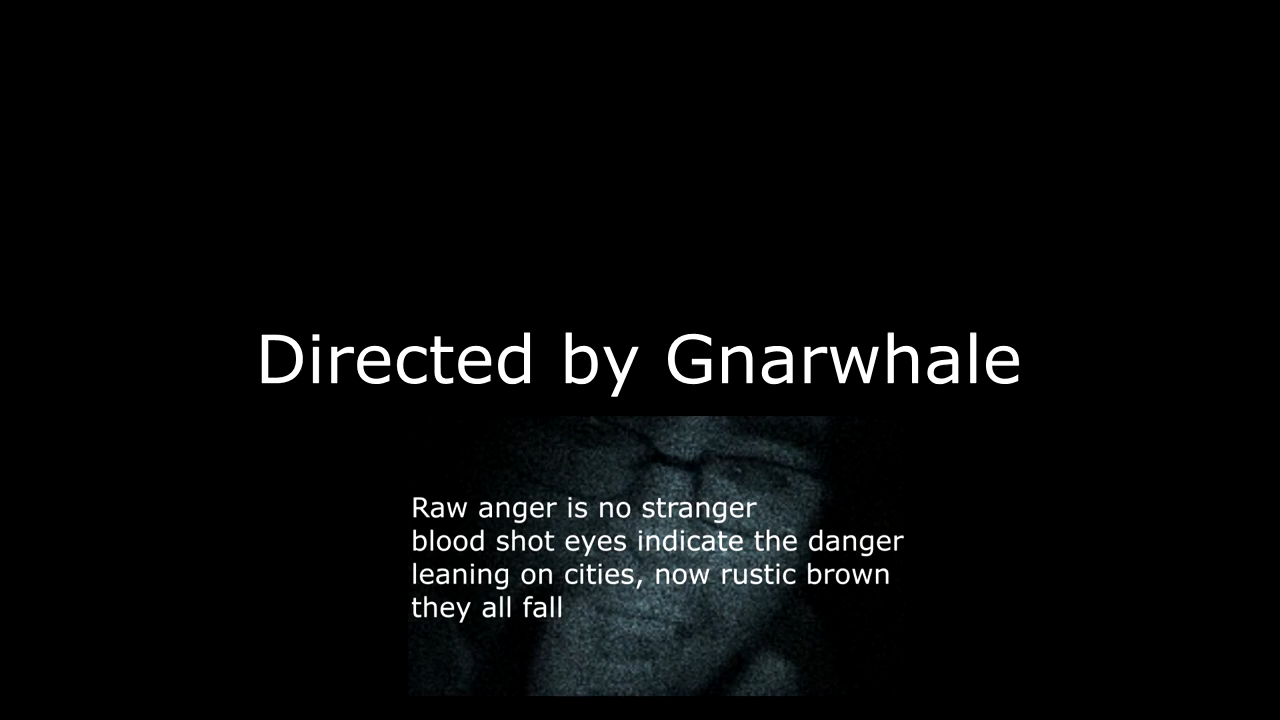 Directed by Gnarwhale
Raw anger is no stranger
blood shot eyes indicate the danger
leaning on cities, now rustic brown
they all fall